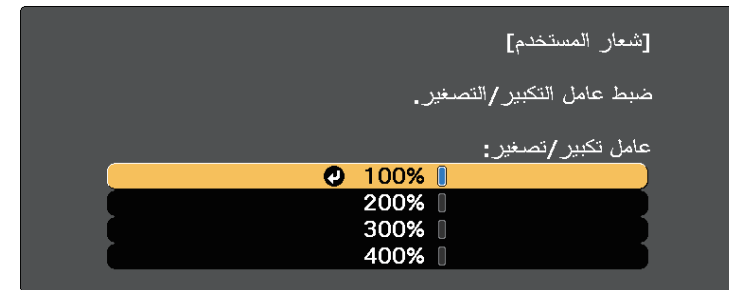 [شعار المستخدم]
ضبط عامل التكبير/التصغير.
عامل تكبير/تصغير:
100%
200%
300%
400%